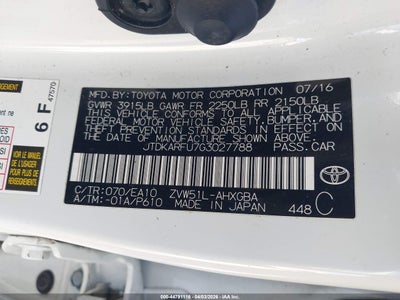 MFD.BY:TOYOTA MOTOR CORPORATION 07/16
GVWR 3915LB GAWR FR 2250LB RR 2150LB
THIS VEHICLE CONFORMS TO ALL APPLICABLE
FEDERAL MOTOR VEHICLE SAFETY, BUMPER, AND
THEFT PREVENTION STANDARDS IN EFFECT ON
THE DATE OF MANUFACTURE SHOWN ABOVE.
JTDKARFU7G3027788 PASS.CAR
C/TR:070/EA10 ZVW51L-AHXGBA
A/TM:-01A/P610 MADE IN JAPAN 448 C
TOYOTA
6 F
47570
000-44791116 - 04/03/2026 -